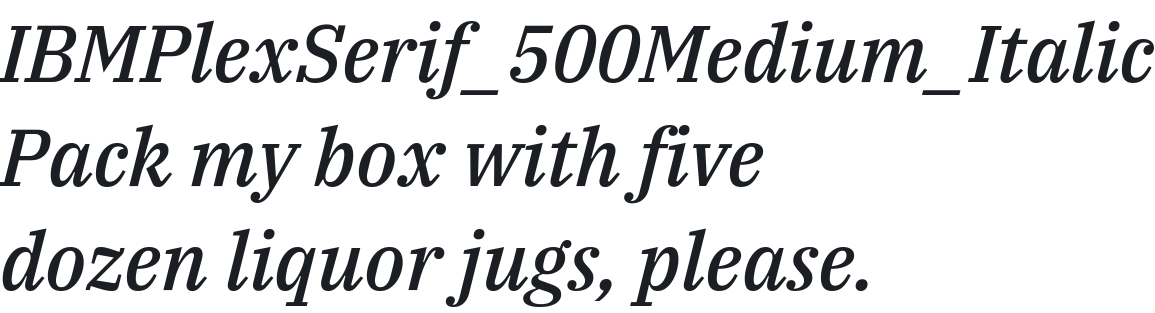 IBMPlexSerif_500Medium_Italic
Pack my box with five
dozen liquor jugs, please.